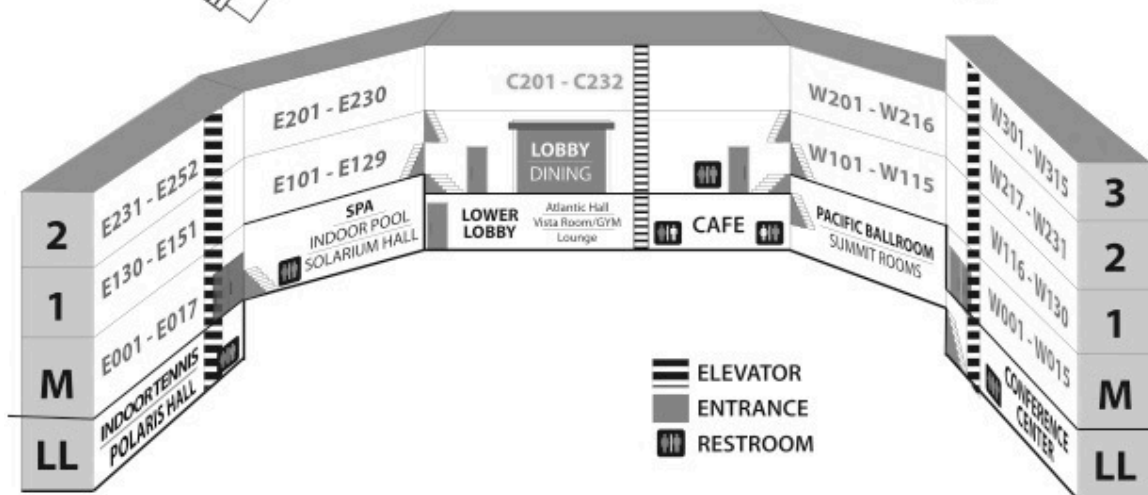 2
1
M
LL
E231 - E252
E130 - E151
E001 - E017
INDOOR TENNIS
POLARIS HALL
E201 - E230
E101 - E129
SPA
INDOOR POOL
SOLARIUM HALL
C201 - C232
LOBBY
DINING
LOWER
LOBBY
Atlantic Hall
Vista Room/GYM
Lounge
CAFE
W201 - W216
W101 - W115
PACIFIC BALLROOM
SUMMIT ROOMS
W301 - W315
W217 - W231
W116 - W130
W001 - W015
CONFERENCE
CENTER
3
2
1
M
LL
ELEVATOR
ENTRANCE
RESTROOM